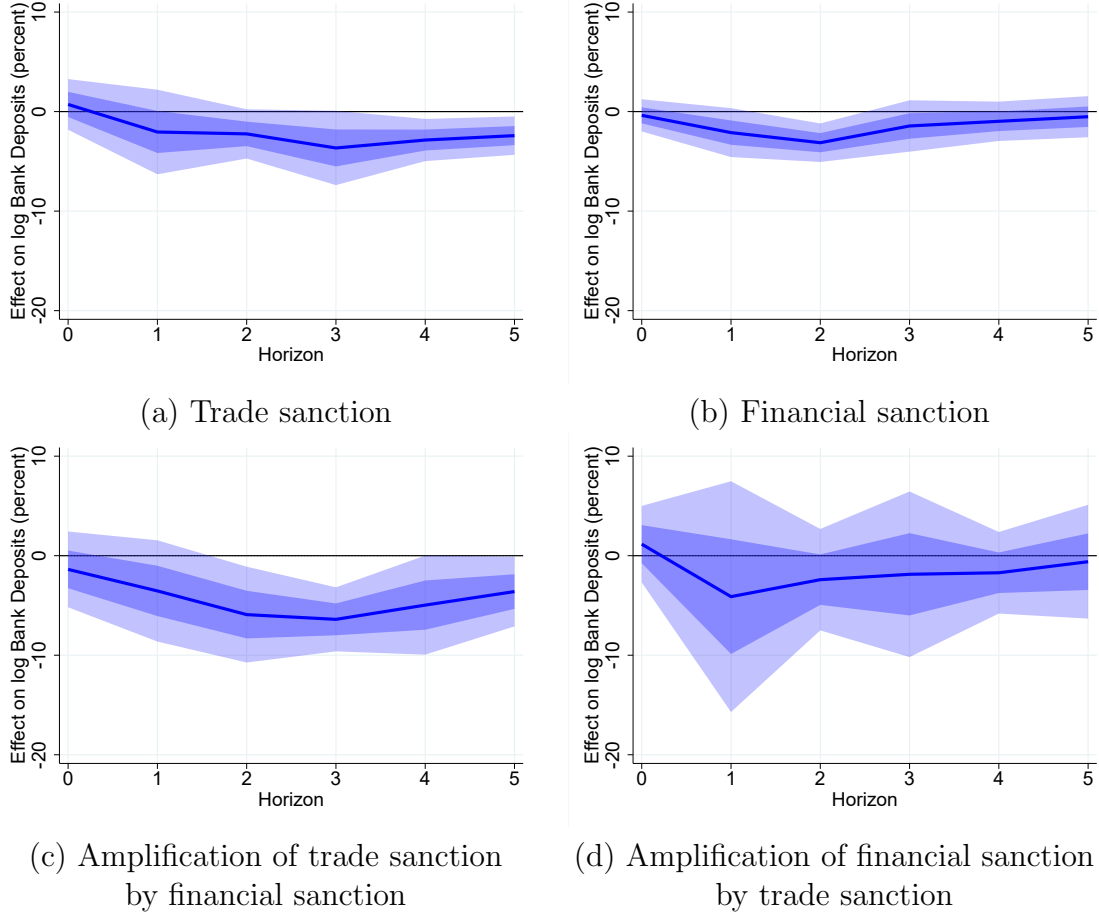 Effect on log Bank Deposits (percent)
10
0
-10
-20
0 1 2 3 4 5
Horizon
(a) Trade sanction
Effect on log Bank Deposits (percent)
10
0
-10
-20
0 1 2 3 4 5
Horizon
(b) Financial sanction
Effect on log Bank Deposits (percent)
10
0
-10
-20
0 1 2 3 4 5
Horizon
(c) Amplification of trade sanction
by financial sanction
Effect on log Bank Deposits (percent)
10
0
-10
-20
0 1 2 3 4 5
Horizon
(d) Amplification of financial sanction
by trade sanction